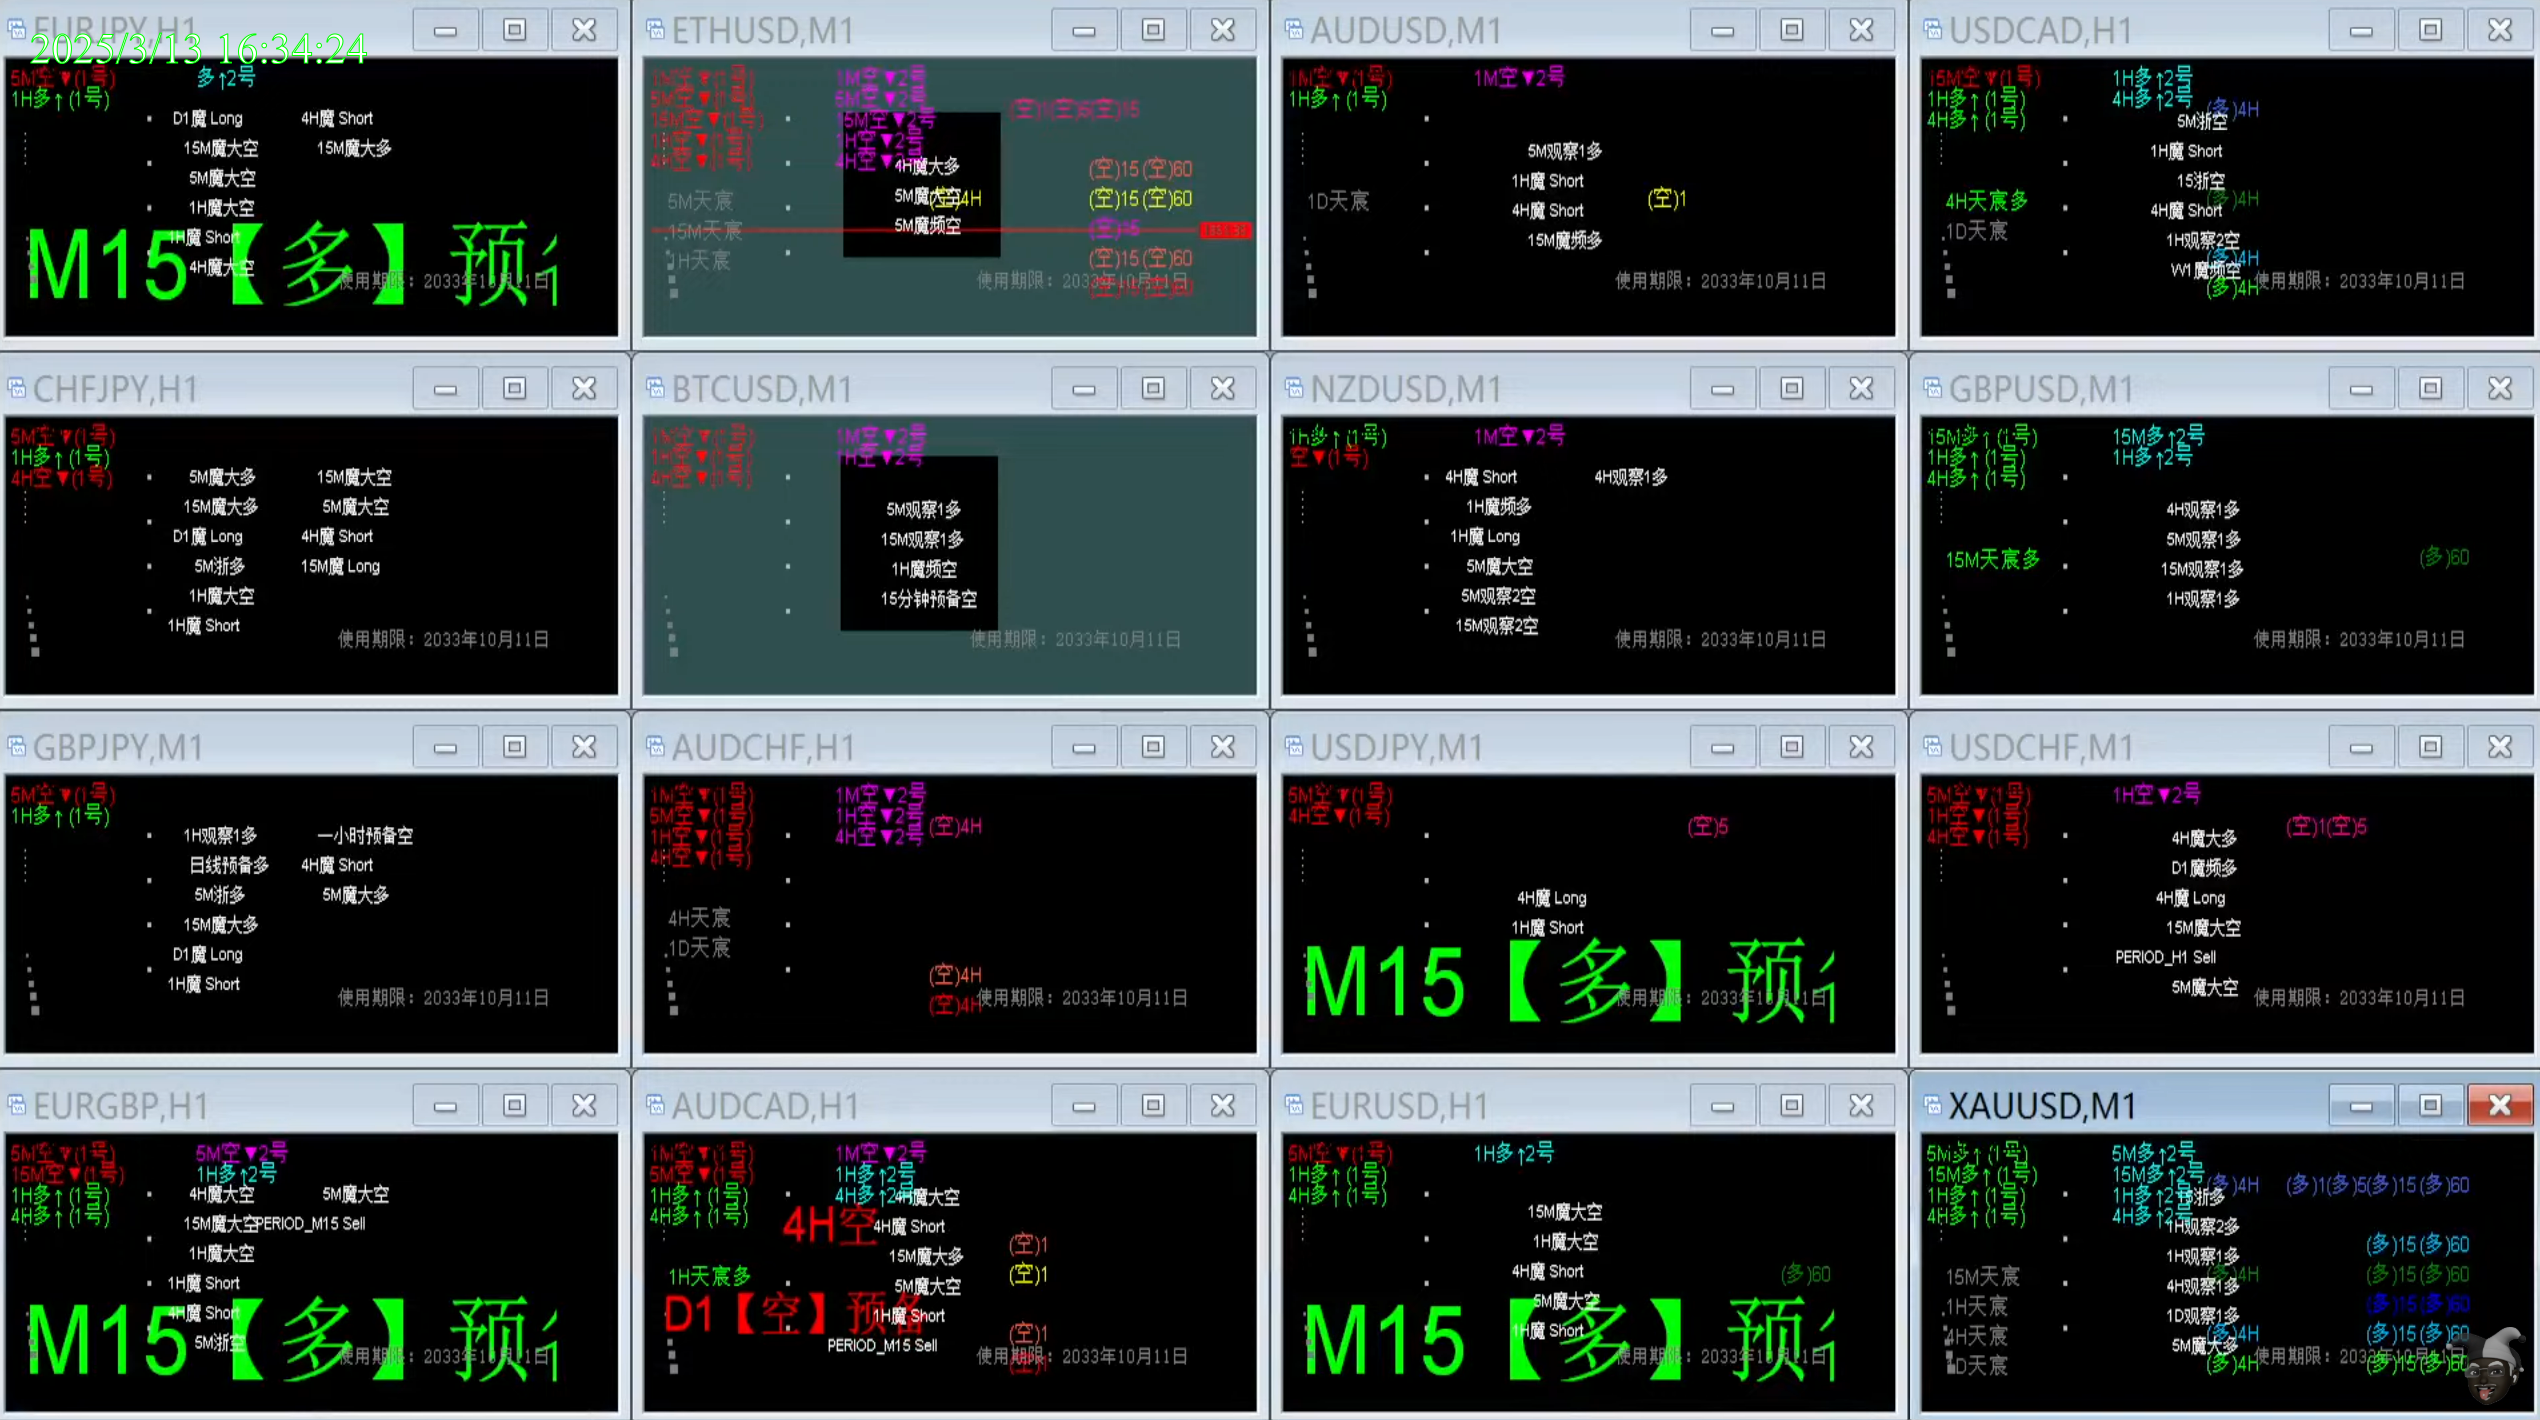 EURJPY,H1
2025/3/13 16:34:24
5M空▼(1号)
多↑2号
1H多↑(1号)
D1魔 Long
4H魔 Short
15M魔大空
15M魔大多
5M魔大空
1H魔大空
1H魔 Short
4H魔大空
M15【多】预
使用期限：2033年10月11日
ETHUSD,M1
1M空▼(1号)
1M空▼2号
5M空▼(1号)
5M空▼2号
(空)1(空)5(空)15
15M空▼(1号)
15M空▼2号
1H空▼(1号)
1H空▼2号
4H空▼(1号)
4H空▼2号
4H魔大多
(空)15 (空)60
5M天宸
5M魔大空
(空)4H
(空)15 (空)60
15M天宸
5M魔频空
(空)15
1H天宸
(空)15 (空)60
使用期限：2033年10月11日
AUDUSD,M1
1M空▼(1号)
1M空▼2号
1H多↑(1号)
5M观察1多
1H魔 Short
1D天宸
(空)1
4H魔 Short
15M魔频多
使用期限：2033年10月11日
USDCAD,H1
15M空▼(1号)
1H多↑2号
1H多↑(1号)
4H多↑2号
(多)4H
4H多↑(1号)
5M浙空
1H魔 Short
15浙空
4H天宸多
(多)4H
4H魔 Short
1D天宸
1H观察2空
(多)4H
W1魔频空
(多)4H
使用期限：2033年10月11日
CHFJPY,H1
5M空▼(1号)
1H多↑(1号)
4H空▼(1号)
5M魔大多
15M魔大空
15M魔大多
5M魔大空
D1魔 Long
4H魔 Short
5M浙多
15M魔 Long
1H魔大空
1H魔 Short
使用期限：2033年10月11日
BTCUSD,M1
1M空▼(1号)
1M空▼2号
1H空▼(1号)
1H空▼2号
4H空▼(1号)
5M观察1多
15M观察1多
1H魔频空
15分钟预备空
使用期限：2033年10月11日
NZDUSD,M1
1H多↑(1号)
1M空▼2号
空▼(1号)
4H魔 Short
4H观察1多
1H魔频多
1H魔 Long
5M魔大空
5M观察2空
15M观察2空
使用期限：2033年10月11日
GBPUSD,M1
15M多↑(1号)
15M多↑2号
1H多↑(1号)
1H多↑2号
4H多↑(1号)
4H观察1多
5M观察1多
15M天宸多
(多)60
15M观察1多
1H观察1多
使用期限：2033年10月11日
GBPJPY,M1
5M空▼(1号)
1H多↑(1号)
1H观察1多
一小时预备空
日线预备多
4H魔 Short
5M浙多
5M魔大多
15M魔大多
D1魔 Long
1H魔 Short
使用期限：2033年10月11日
AUDCHF,H1
1M空▼(1号)
1M空▼2号
5M空▼(1号)
1H空▼2号
(空)4H
1H空▼(1号)
4H空▼2号
4H空▼(1号)
4H天宸
1D天宸
(空)4H
(空)4H
使用期限：2033年10月11日
USDJPY,M1
5M空▼(1号)
4H空▼(1号)
(空)5
4H魔 Long
1H魔 Short
M15【多】预
使用期限：2033年10月11日
USDCHF,M1
5M空▼(1号)
1H空▼2号
1H空▼(1号)
(空)1(空)5
4H空▼(1号)
4H魔大多
D1魔频多
4H魔 Long
15M魔大空
PERIOD_H1 Sell
5M魔大空
使用期限：2033年10月11日
EURGBP,H1
5M空▼(1号)
5M空▼2号
15M空▼(1号)
1H多↑2号
1H多↑(1号)
4H魔大空
5M魔大空
4H多↑(1号)
15M魔大空
PERIOD_M15 Sell
1H魔大空
1H魔 Short
4H魔 Short
5M浙空
M15【多】预
使用期限：2033年10月11日
AUDCAD,H1
1M空▼(1号)
1M空▼2号
5M空▼(1号)
1H多↑2号
1H多↑(1号)
4H多↑2号
4H魔大空
4H多↑(1号)
4H空
4H魔 Short
(空)1
15M魔大多
1H天宸多
(空)1
5M魔大空
D1【空】预备
1H魔 Short
(空)1
PERIOD_M15 Sell
(空)1
使用期限：2033年10月11日
EURUSD,H1
5M空▼(1号)
1H多↑2号
1H多↑(1号)
4H多↑(1号)
15M魔大空
1H魔大空
4H魔 Short
(多)60
5M魔大空
1H魔 Short
M15【多】预
使用期限：2033年10月11日
XAUUSD,M1
5M多↑(1号)
5M多↑2号
15M多↑(1号)
15M多↑2号
(多)4H
(多)1(多)5(多)15(多)60
1H多↑(1号)
1H多↑2号
4H多↑(1号)
4H多↑2号
1H观察2多
(多)15(多)60
1H观察1多
15M天宸
(多)4H
(多)15(多)60
4H观察1多
1H天宸
(多)15(多)60
1D观察1多
4H天宸
(多)4H
(多)15(多)60
5M魔大多
1D天宸
(多)4H
(多)15(多)60